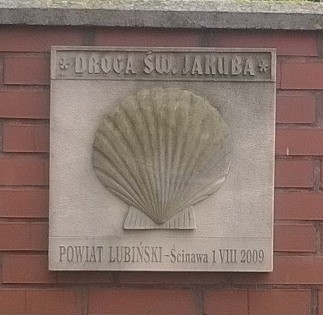 * DROGA ŚW. JAKUBA *
POWIAT LUBIŃSKI - Ścinawa 1 VIII 2009